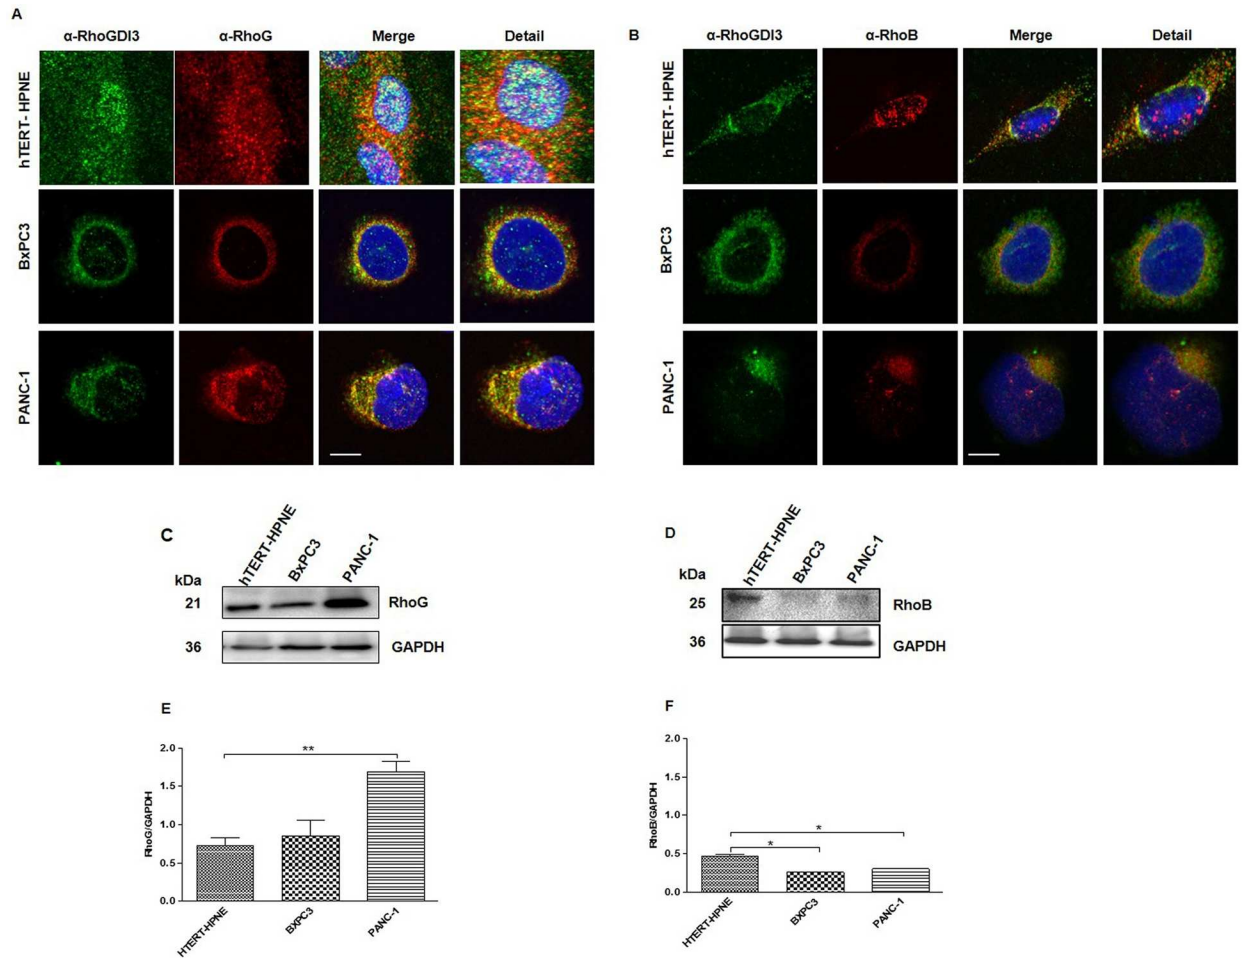 A
α-RhoGDI3 α-RhoG Merge Detail
hTERT- HPNE
BxPC3
PANC-1
B
α-RhoGDI3 α-RhoB Merge Detail
hTERT- HPNE
BxPC3
PANC-1
C
hTERT-HPNE BxPC3 PANC-1
kDa
21 RhoG
36 GAPDH
D
hTERT-HPNE BxPC3 PANC-1
kDa
25 RhoB
36 GAPDH
E
RhoG/GAPDH
2.0
1.5
1.0
0.5
0.0
**
HTERT-HPNE BXPC3 PANC-1
F
RhoB/GAPDH
2.0
1.5
1.0
0.5
0.0
*
*
HTERT-HPNE BXPC3 PANC-1